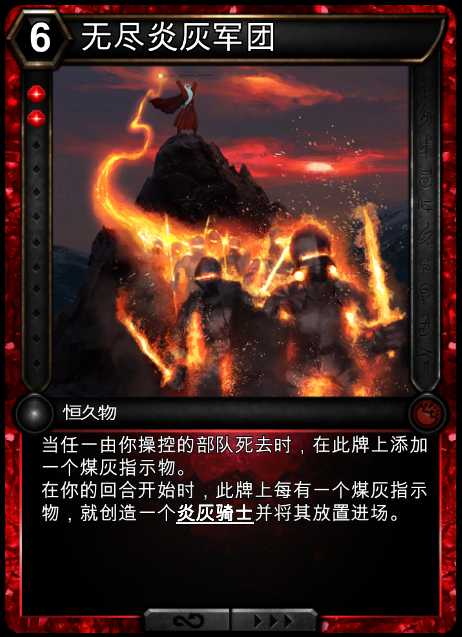 6 无尽炎灰军团
恒久物
当任一由你操控的部队死去时，在此牌上添加
一个煤灰指示物。
在你的回合开始时，此牌上每有一个煤灰指示
物，就创造一个炎灰骑士并将其放置进场。